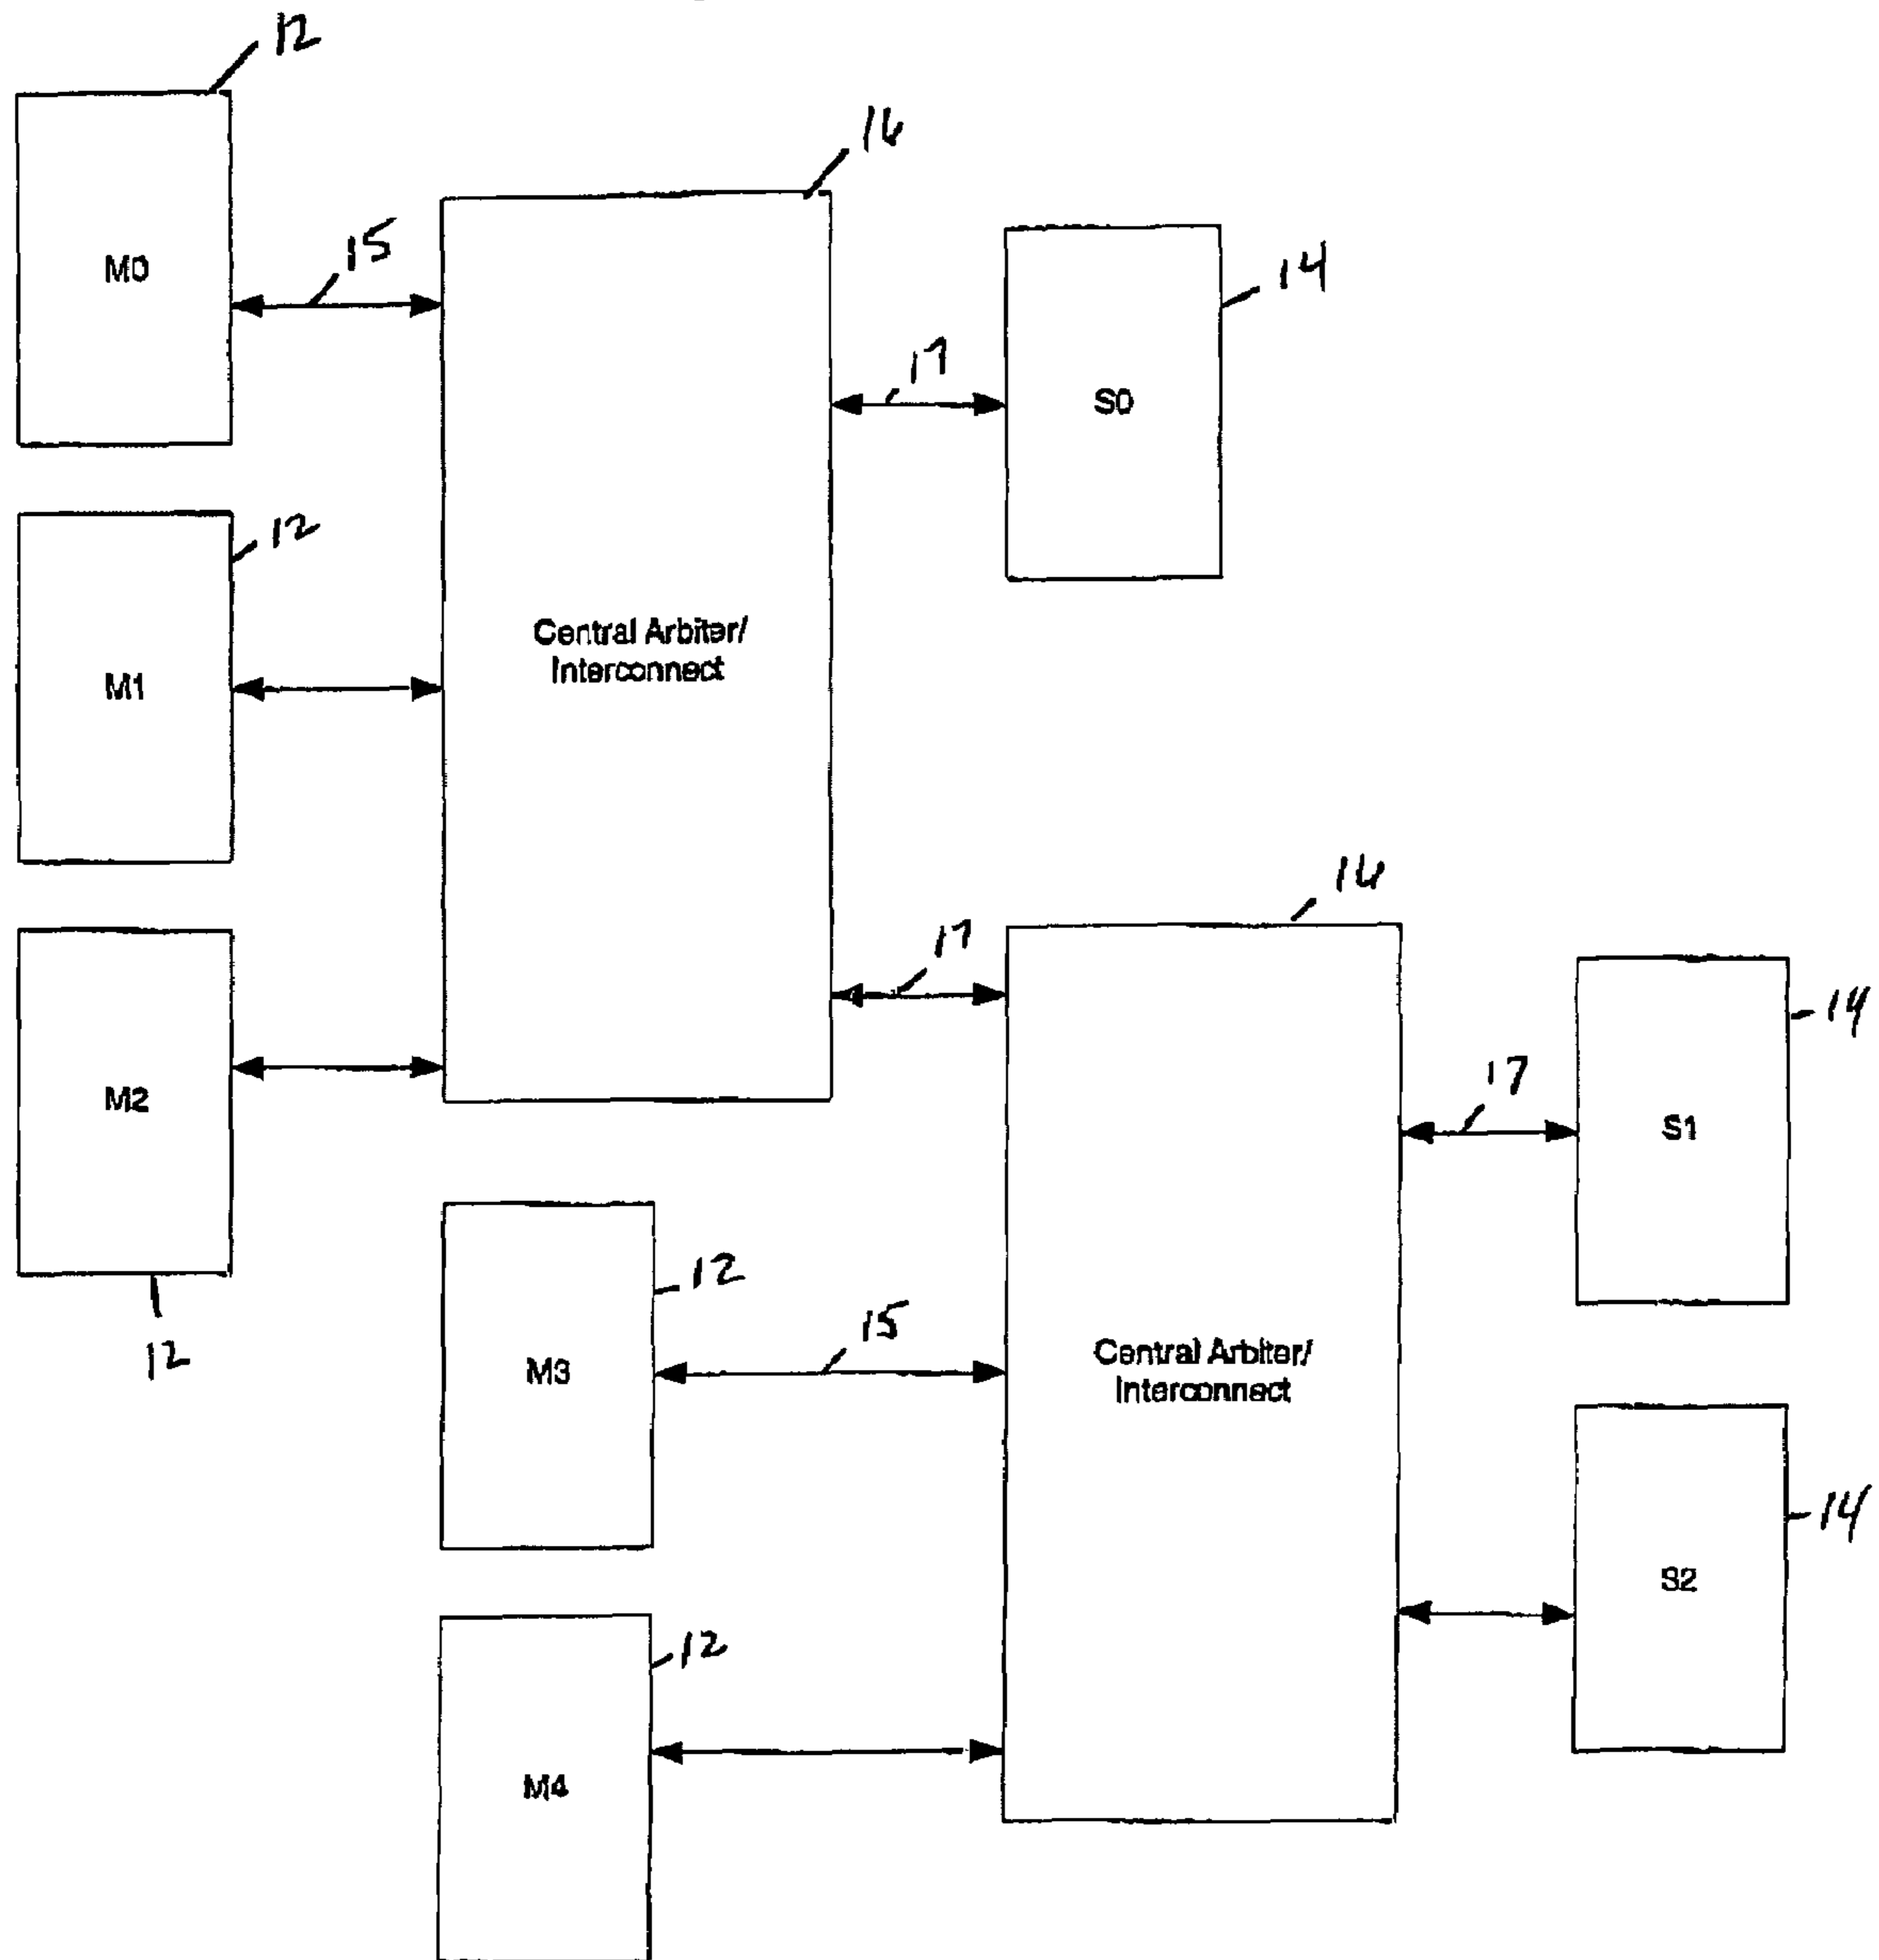 12
16
M0
15
14
17
S0
12
Central Arbiter/
Interconnect
M1
16
17
14
M2
17
S1
12
12
15
M3
Central Arbiter/
Interconnect
14
S2
12
M4